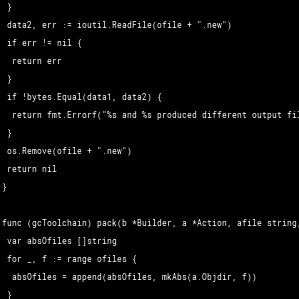 }
data2, err := ioutil.ReadFile(ofile + ".new")
if err != nil {
return err
}
if !bytes.Equal(data1, data2) {
return fmt.Errorf("%s and %s produced different output fil
}
os.Remove(ofile + ".new")
return nil
}
func (gcToolchain) pack(b *Builder, a *Action, afile string,
var absOfiles []string
for _, f := range ofiles {
absOfiles = append(absOfiles, mkAbs(a.Objdir, f))
}